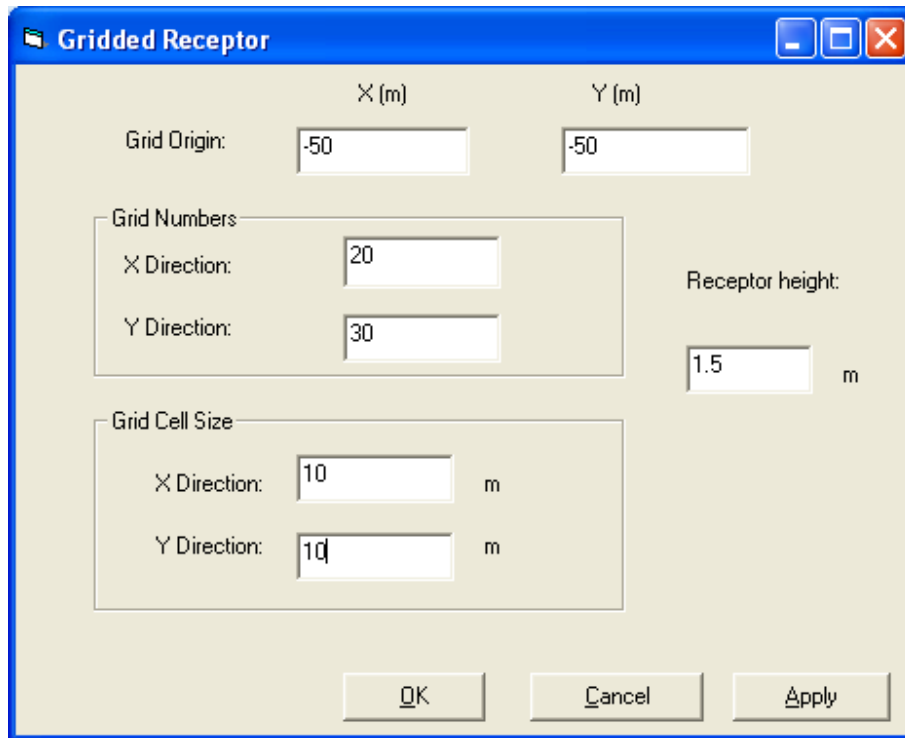 Gridded Receptor
X (m) Y (m)
Grid Origin: -50 -50
Grid Numbers
X Direction: 20
Y Direction: 30
Receptor height:
1.5 m
Grid Cell Size
X Direction: 10 m
Y Direction: 10 m
OK Cancel Apply